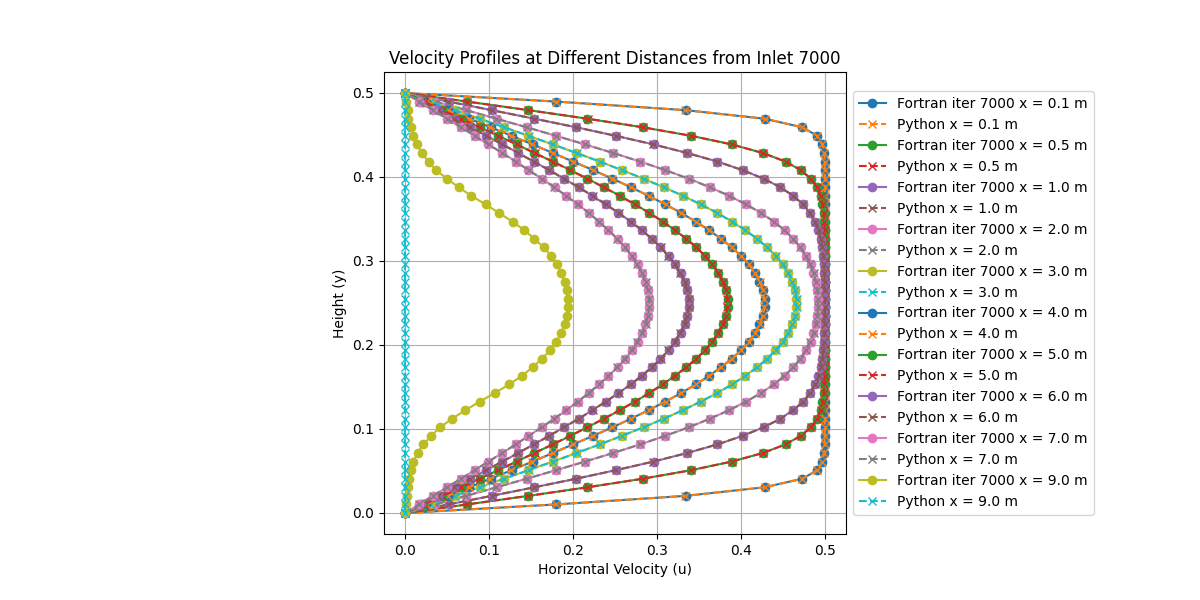 Velocity Profiles at Different Distances from Inlet 7000
0.5
0.4
0.3
0.2
0.1
0.0
Height (y)
0.0 0.1 0.2 0.3 0.4 0.5
Horizontal Velocity (u)
Fortran iter 7000 x = 0.1 m
Python x = 0.1 m
Fortran iter 7000 x = 0.5 m
Python x = 0.5 m
Fortran iter 7000 x = 1.0 m
Python x = 1.0 m
Fortran iter 7000 x = 2.0 m
Python x = 2.0 m
Fortran iter 7000 x = 3.0 m
Python x = 3.0 m
Fortran iter 7000 x = 4.0 m
Python x = 4.0 m
Fortran iter 7000 x = 5.0 m
Python x = 5.0 m
Fortran iter 7000 x = 6.0 m
Python x = 6.0 m
Fortran iter 7000 x = 7.0 m
Python x = 7.0 m
Fortran iter 7000 x = 9.0 m
Python x = 9.0 m